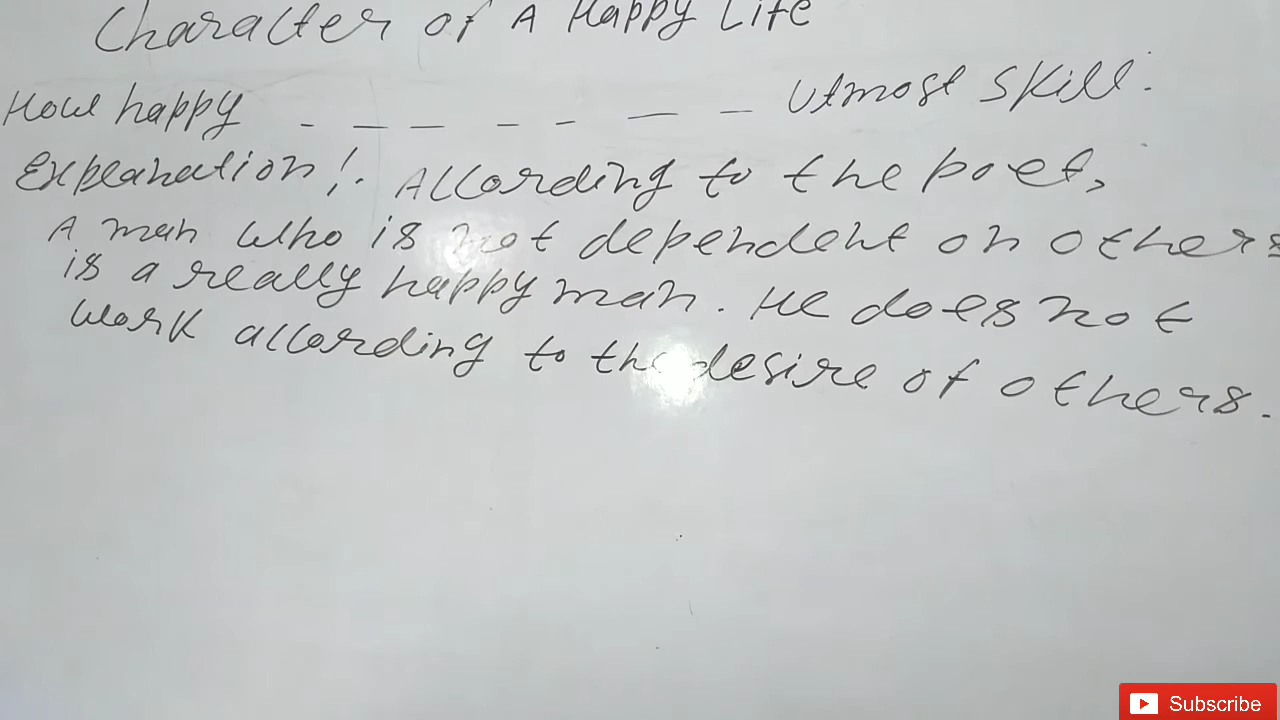 Character of A Happy Life
How happy - - - - - - - Utmost skill.
Explanation!. According to the poet,
A man who is not dependent on others
is a really happy man. He does not
work according to the desire of others.
Subscribe